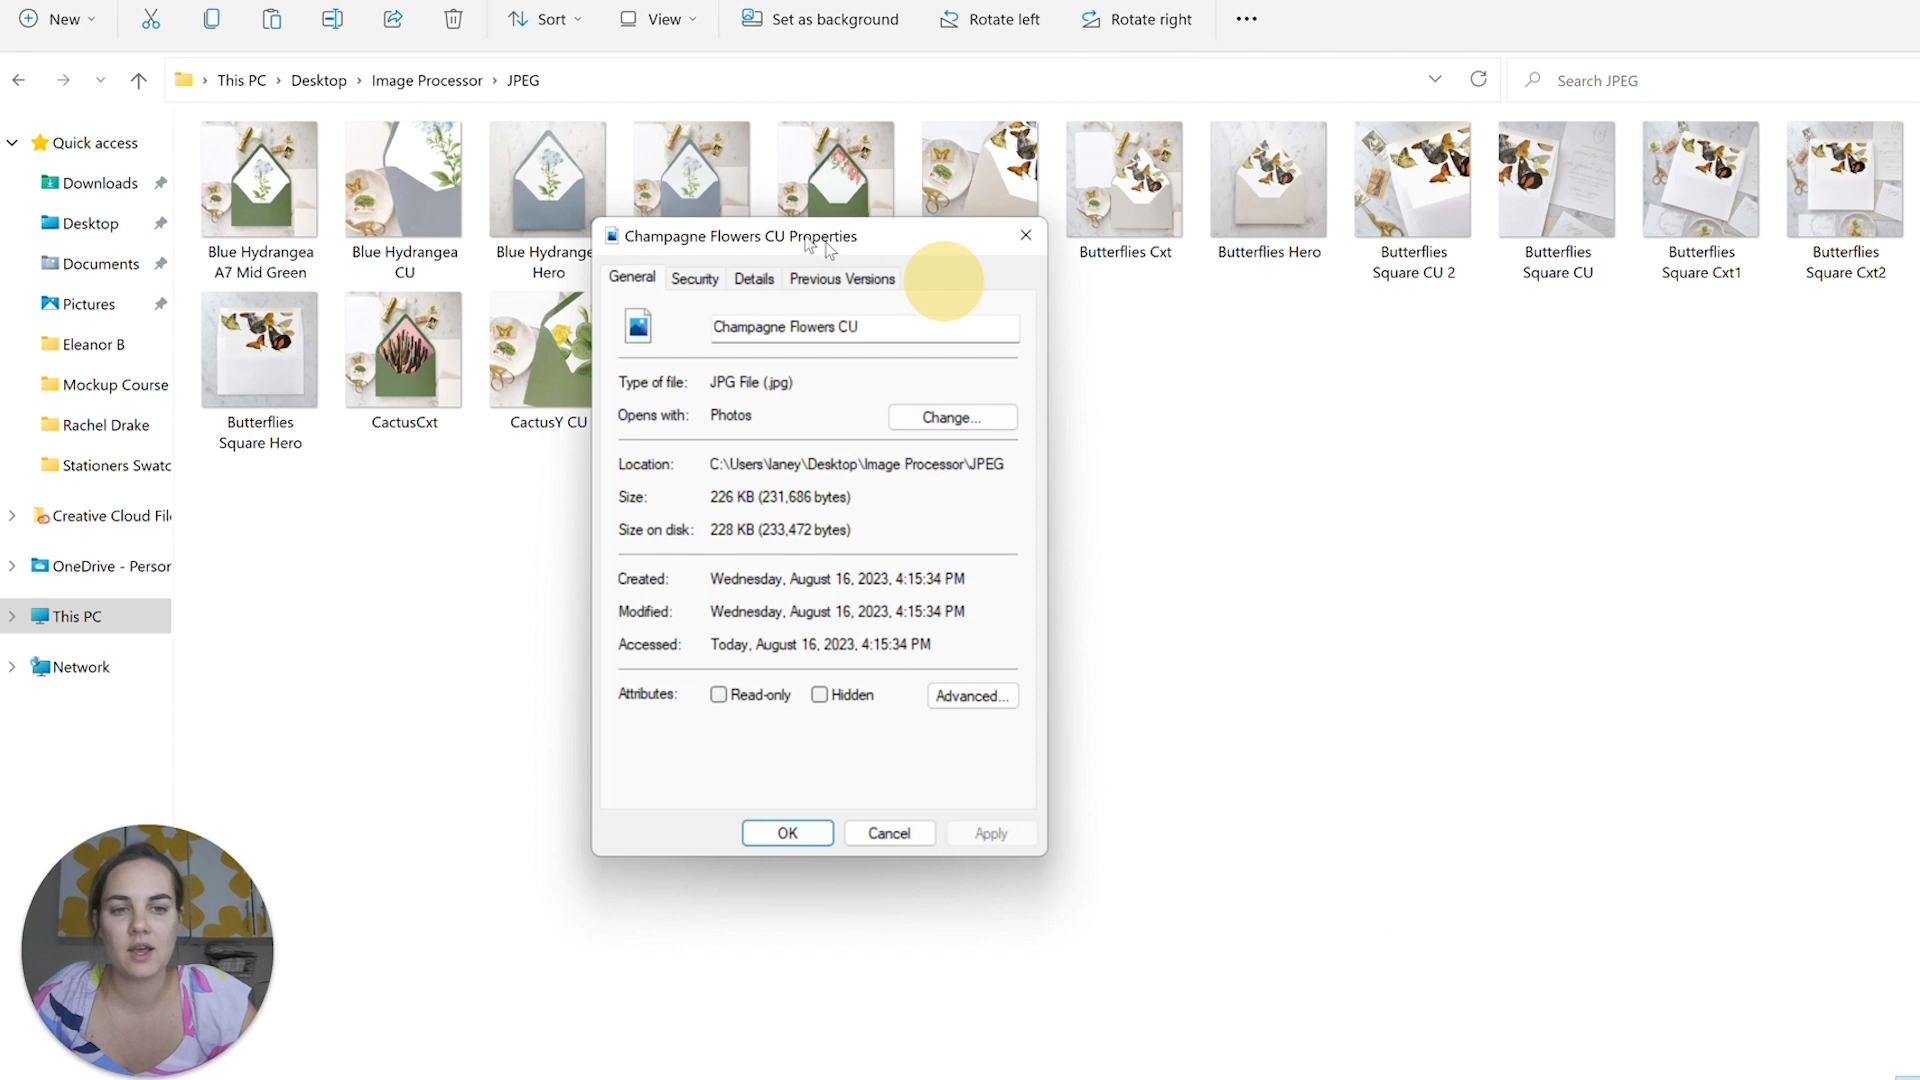 New
Sort
View
Set as background
Rotate left
Rotate right
This PC
Desktop
Image Processor
JPEG
Search JPEG
Quick access
Downloads
Desktop
Documents
Pictures
Eleanor B
Mockup Course
Rachel Drake
Stationers Swatc
Creative Cloud Fil
OneDrive - Person
This PC
Network
Blue Hydrangea
A7 Mid Green
Blue Hydrangea
CU
Blue Hydrange
Hero
Butterflies Cxt
Butterflies Hero
Butterflies
Square CU 2
Butterflies
Square CU
Butterflies
Square Cxt1
Butterflies
Square Cxt2
Butterflies
Square Hero
CactusCxt
CactusY CU
Champagne Flowers CU Properties
General
Security
Details
Previous Versions
Champagne Flowers CU
Type of file: JPG File (.jpg)
Opens with: Photos
Change...
Location: C:\Users\laney\Desktop\Image Processor\JPEG
Size: 226 KB (231,686 bytes)
Size on disk: 228 KB (233,472 bytes)
Created: Wednesday, August 16, 2023, 4:15:34 PM
Modified: Wednesday, August 16, 2023, 4:15:34 PM
Accessed: Today, August 16, 2023, 4:15:34 PM
Attributes: Read-only Hidden
Advanced...
OK
Cancel
Apply